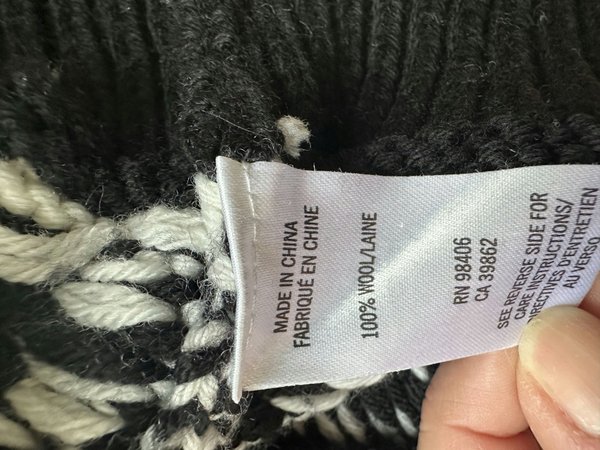 MADE IN CHINA
FABRIQUÉ EN CHINE
100% WOOL/LAINE
RN 98406
CA 39862
SEE REVERSE SIDE FOR
CARE INSTRUCTIONS/
DIRECTIVES D'ENTRETIEN
AU VERSO